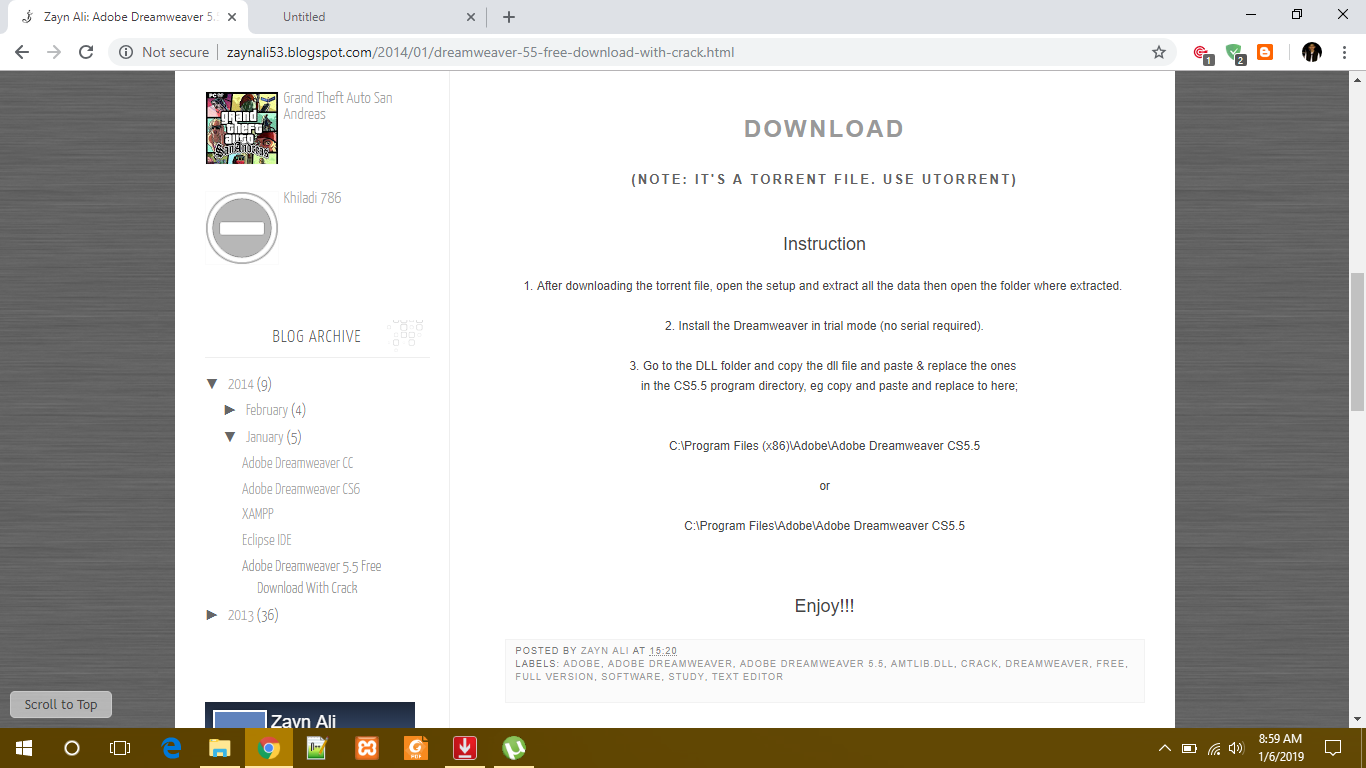 Zayn Ali: Adobe Dreamweaver 5.5
Untitled
Not secure
zaynali53.blogspot.com/2014/01/dreamweaver-55-free-download-with-crack.html
1
2
PC DVD
grand
theft
auto
San Andreas
Grand Theft Auto San
Andreas
Khiladi 786
BLOG ARCHIVE
▼ 2014 (9)
► February (4)
▼ January (5)
Adobe Dreamweaver CC
Adobe Dreamweaver CS6
XAMPP
Eclipse IDE
Adobe Dreamweaver 5.5 Free
Download With Crack
► 2013 (36)
Zayn Ali
DOWNLOAD
(NOTE: IT'S A TORRENT FILE. USE UTORRENT)
Instruction
1. After downloading the torrent file, open the setup and extract all the data then open the folder where extracted.
2. Install the Dreamweaver in trial mode (no serial required).
3. Go to the DLL folder and copy the dll file and paste & replace the ones
in the CS5.5 program directory, eg copy and paste and replace to here;
C:\Program Files (x86)\Adobe\Adobe Dreamweaver CS5.5
or
C:\Program Files\Adobe\Adobe Dreamweaver CS5.5
Enjoy!!!
POSTED BY ZAYN ALI AT 15:20
LABELS: ADOBE, ADOBE DREAMWEAVER, ADOBE DREAMWEAVER 5.5, AMTLIB.DLL, CRACK, DREAMWEAVER, FREE,
FULL VERSION, SOFTWARE, STUDY, TEXT EDITOR
Scroll to Top
PDF
8:59 AM
1/6/2019